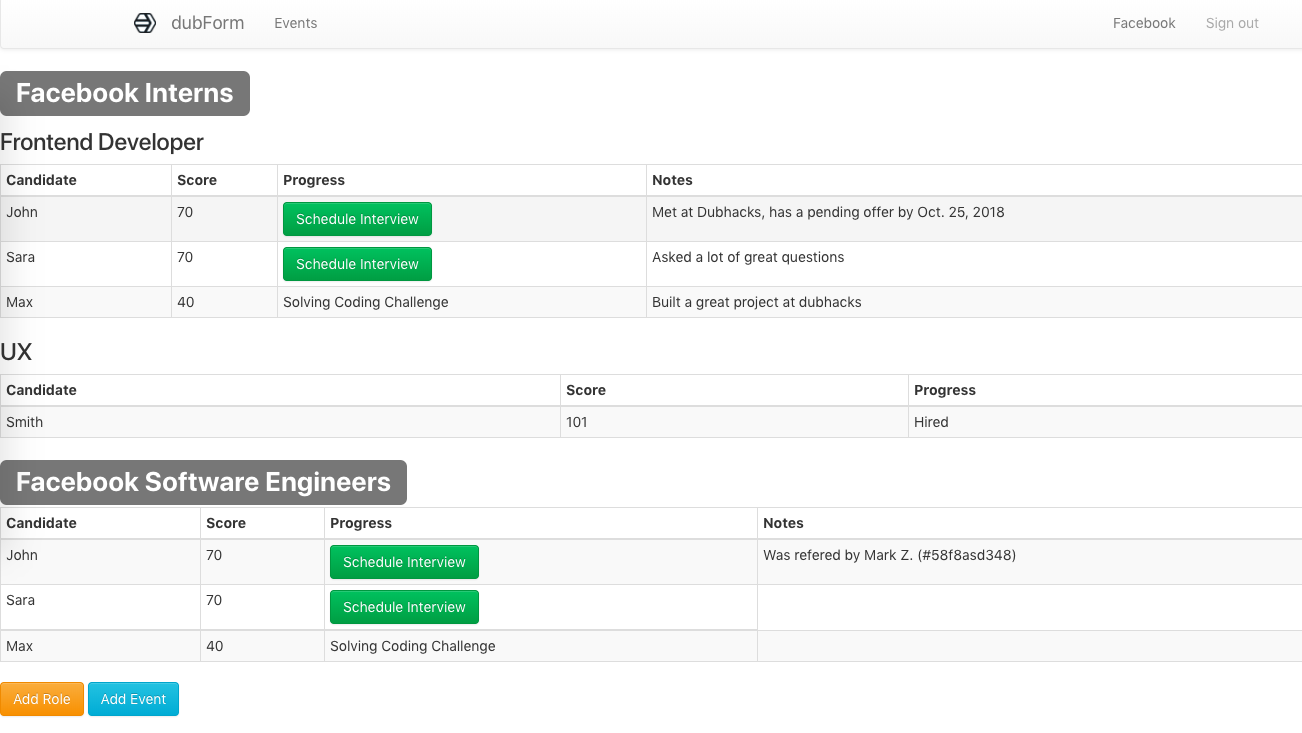 dubForm Events Facebook Sign out
Facebook Interns
Frontend Developer
Candidate Score Progress Notes
John 70 Schedule Interview Met at Dubhacks, has a pending offer by Oct. 25, 2018
Sara 70 Schedule Interview Asked a lot of great questions
Max 40 Solving Coding Challenge Built a great project at dubhacks
UX
Candidate Score Progress
Smith 101 Hired
Facebook Software Engineers
Candidate Score Progress Notes
John 70 Schedule Interview Was refered by Mark Z. (#58f8asd348)
Sara 70 Schedule Interview
Max 40 Solving Coding Challenge
Add Role Add Event